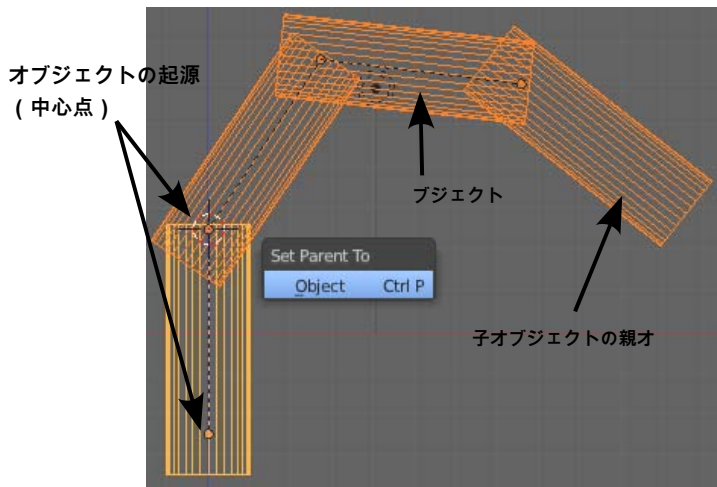 オブジェクトの起源
(中心点)
ブジェクト
Set Parent To
Object Ctrl P
子オブジェクトの親オ